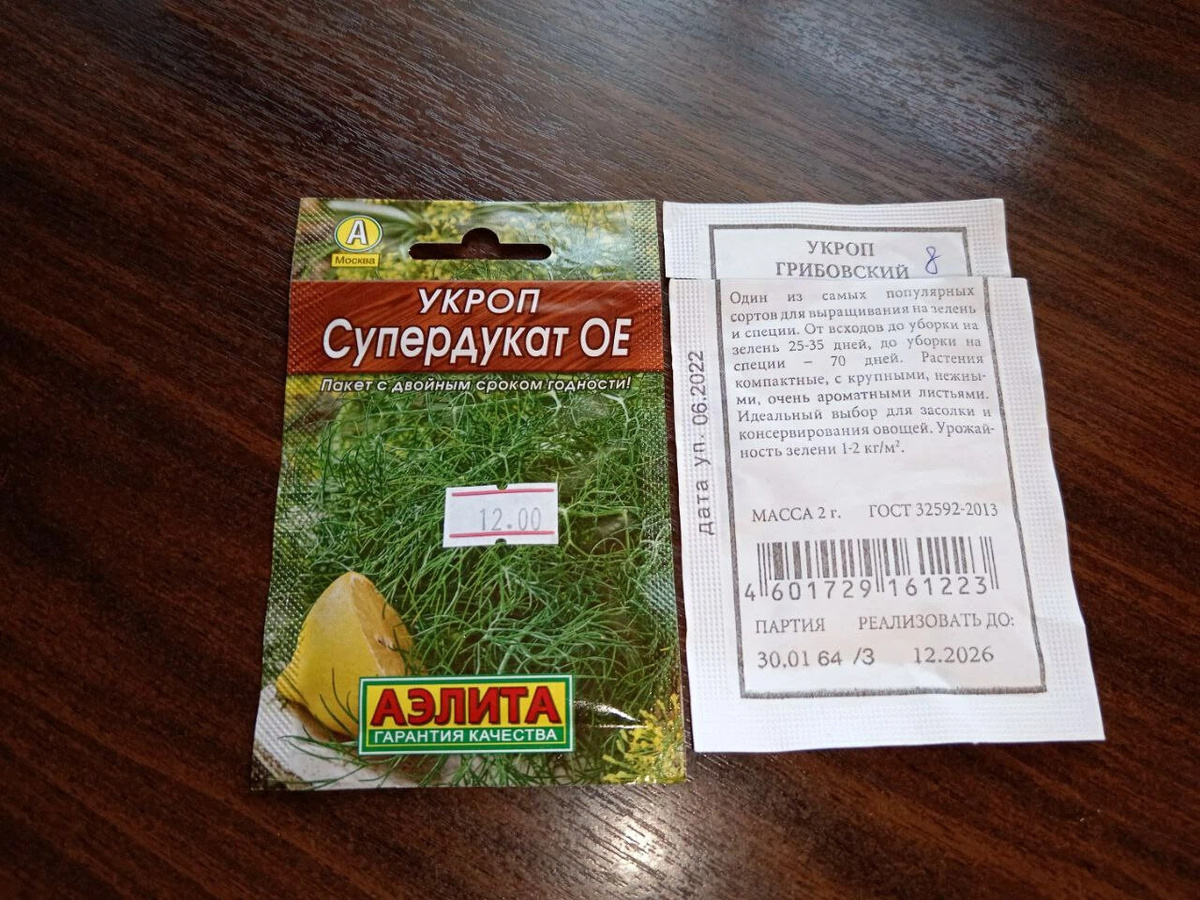 А
Москва
УКРОП
Супердукат ОЕ
Пакет с двойным сроком годности!
12.00
АЭЛИТА
ГАРАНТИЯ КАЧЕСТВА
УКРОП
ГРИБОВСКИЙ 8
Один из самых популярных
сортов для выращивания на зелень
и специи. От всходов до уборки на
зелень 25-35 дней, до уборки на
специи – 70 дней. Растения
компактные, с крупными, нежны-
ми, очень ароматными листьями.
Идеальный выбор для засолки и
консервирования овощей. Урожай-
ность зелени 1-2 кг/м².
дата уп. 06.2022
МАССА 2 г. ГОСТ 32592-2013
4 601729 161223
ПАРТИЯ РЕАЛИЗОВАТЬ ДО:
30.01 64 /3 12.2026